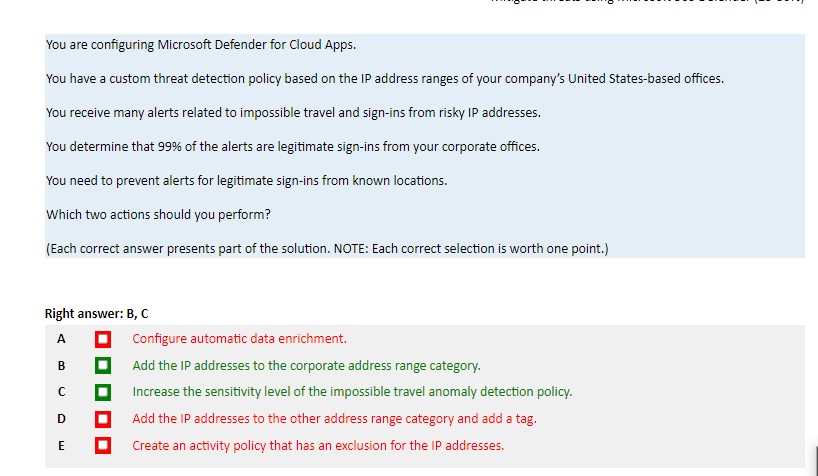 You are configuring Microsoft Defender for Cloud Apps.
You have a custom threat detection policy based on the IP address ranges of your company's United States-based offices.
You receive many alerts related to impossible travel and sign-ins from risky IP addresses.
You determine that 99% of the alerts are legitimate sign-ins from your corporate offices.
You need to prevent alerts for legitimate sign-ins from known locations.
Which two actions should you perform?
(Each correct answer presents part of the solution. NOTE: Each correct selection is worth one point.)
Right answer: B, C
A Configure automatic data enrichment.
B Add the IP addresses to the corporate address range category.
C Increase the sensitivity level of the impossible travel anomaly detection policy.
D Add the IP addresses to the other address range category and add a tag.
E Create an activity policy that has an exclusion for the IP addresses.